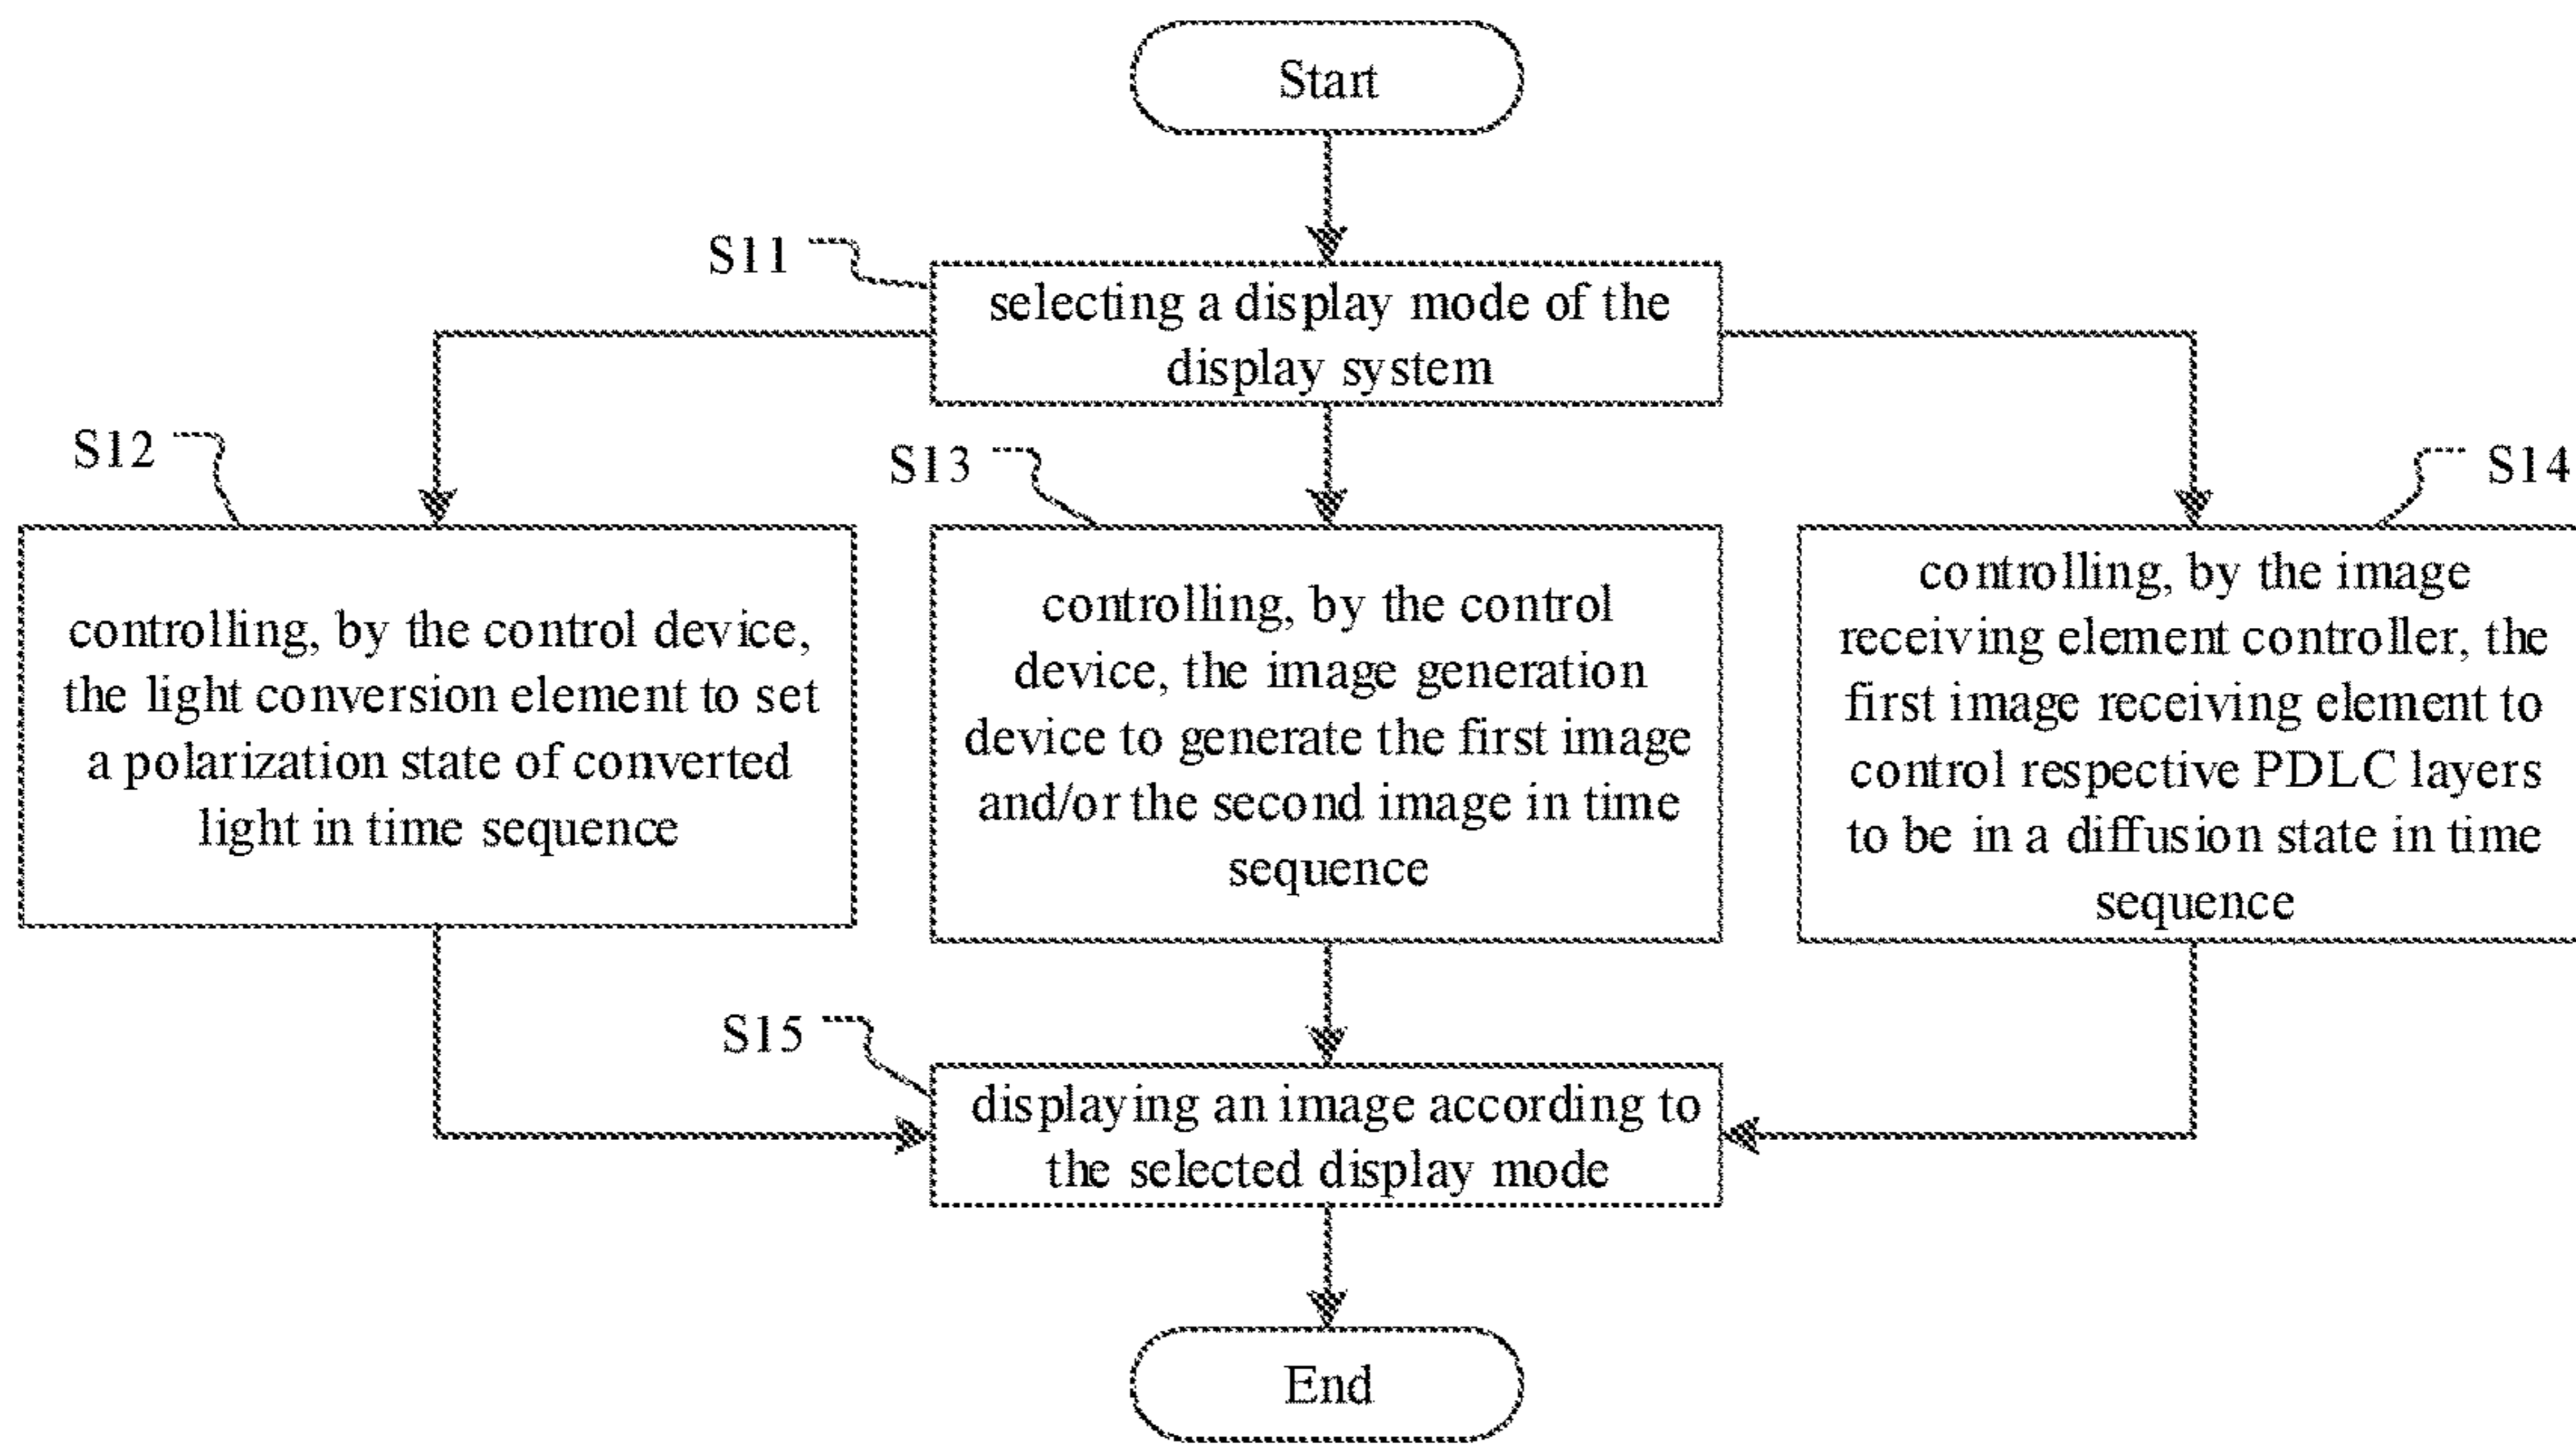 Start
S11
selecting a display mode of the
display system
S12
controlling, by the control device,
the light conversion element to set
a polarization state of converted
light in time sequence
S13
controlling, by the control
device, the image generation
device to generate the first image
and/or the second image in time
sequence
S14
controlling, by the image
receiving element controller, the
first image receiving element to
control respective PDLC layers
to be in a diffusion state in time
sequence
S15
displaying an image according to
the selected display mode
End